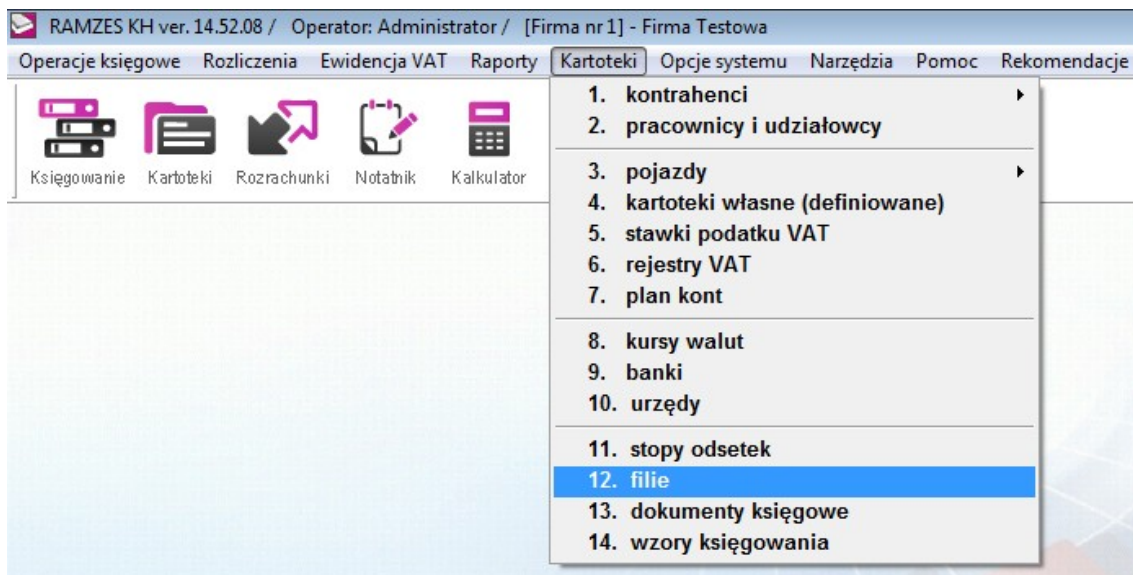 RAMZES KH ver. 14.52.08 / Operator: Administrator / [Firma nr 1] - Firma Testowa
Operacje księgowe Rozliczenia Ewidencja VAT Raporty Kartoteki Opcje systemu Narzędzia Pomoc Rekomendacje
Księgowanie Kartoteki Rozrachunki Notatnik Kalkulator
1. kontrahenci
2. pracownicy i udziałowcy
3. pojazdy
4. kartoteki własne (definiowane)
5. stawki podatku VAT
6. rejestry VAT
7. plan kont
8. kursy walut
9. banki
10. urzędy
11. stopy odsetek
12. filie
13. dokumenty księgowe
14. wzory księgowania